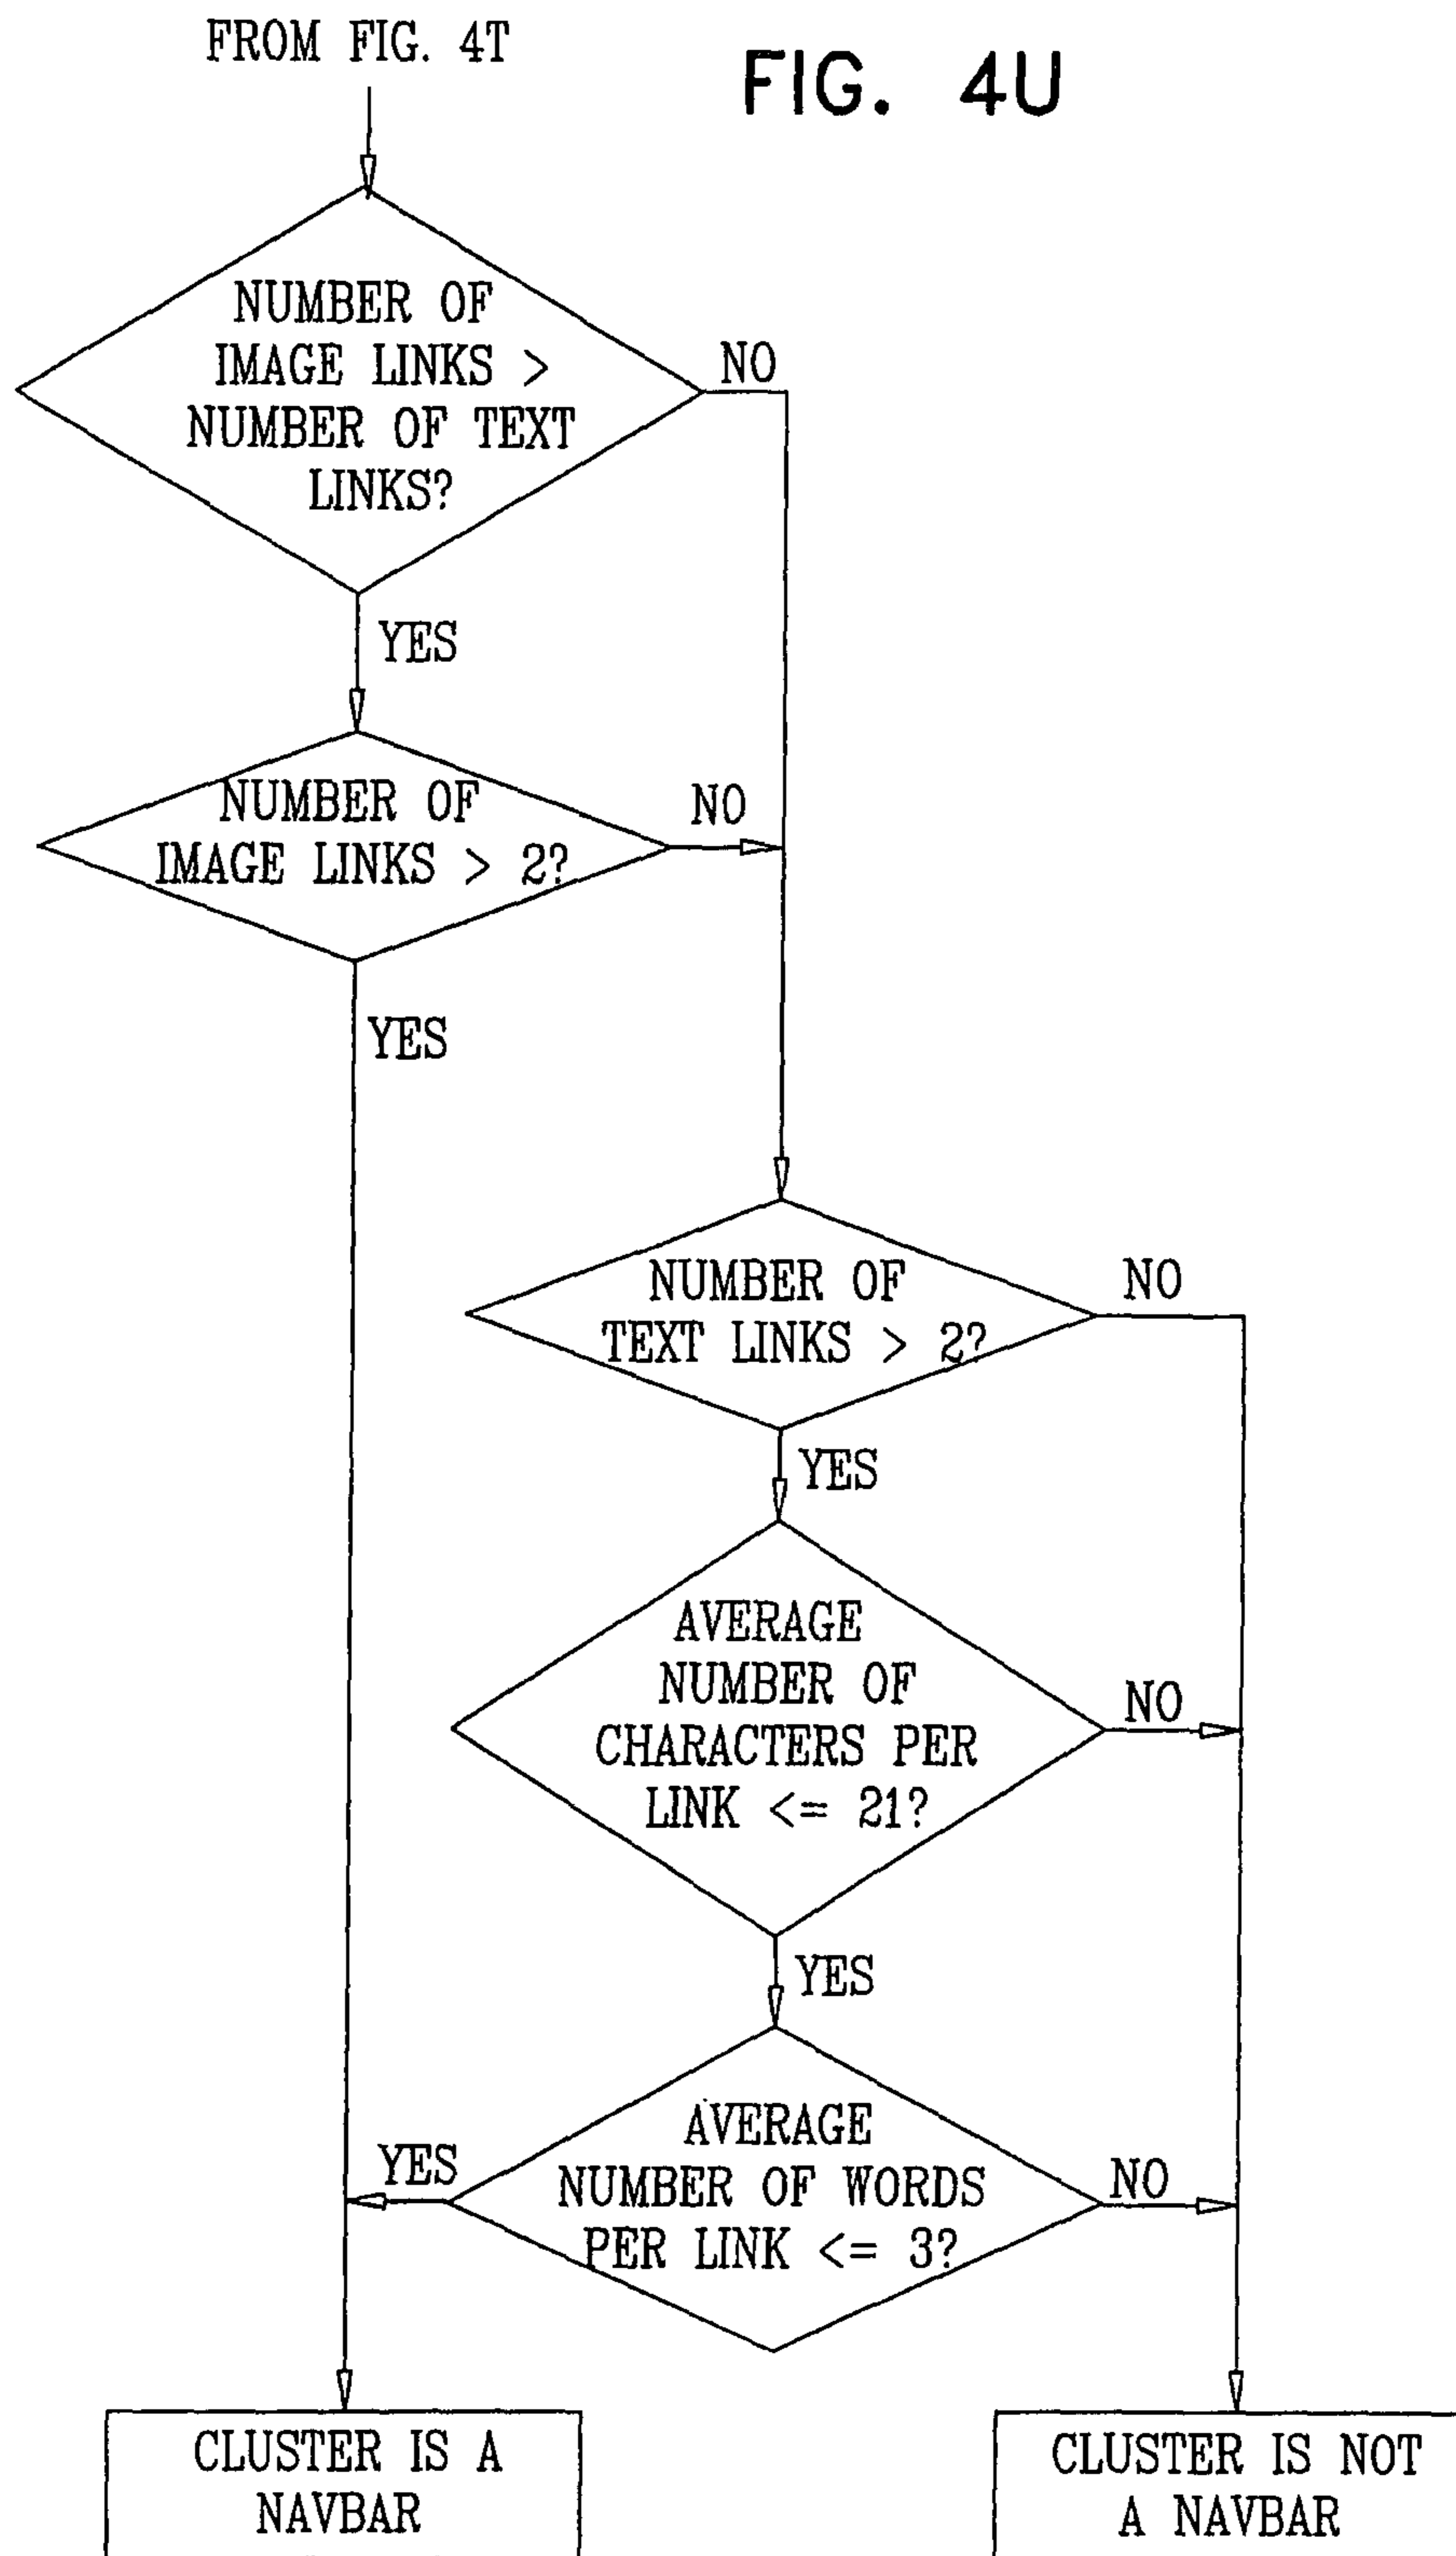 FROM FIG. 4T
FIG. 4U
NUMBER OF
IMAGE LINKS >
NUMBER OF TEXT
LINKS?
NO
YES
NUMBER OF
IMAGE LINKS > 2?
NO
YES
NUMBER OF
TEXT LINKS > 2?
NO
YES
AVERAGE
NUMBER OF
CHARACTERS PER
LINK <= 21?
NO
YES
AVERAGE
NUMBER OF WORDS
PER LINK <= 3?
YES
NO
CLUSTER IS A
NAVBAR
CLUSTER IS NOT
A NAVBAR